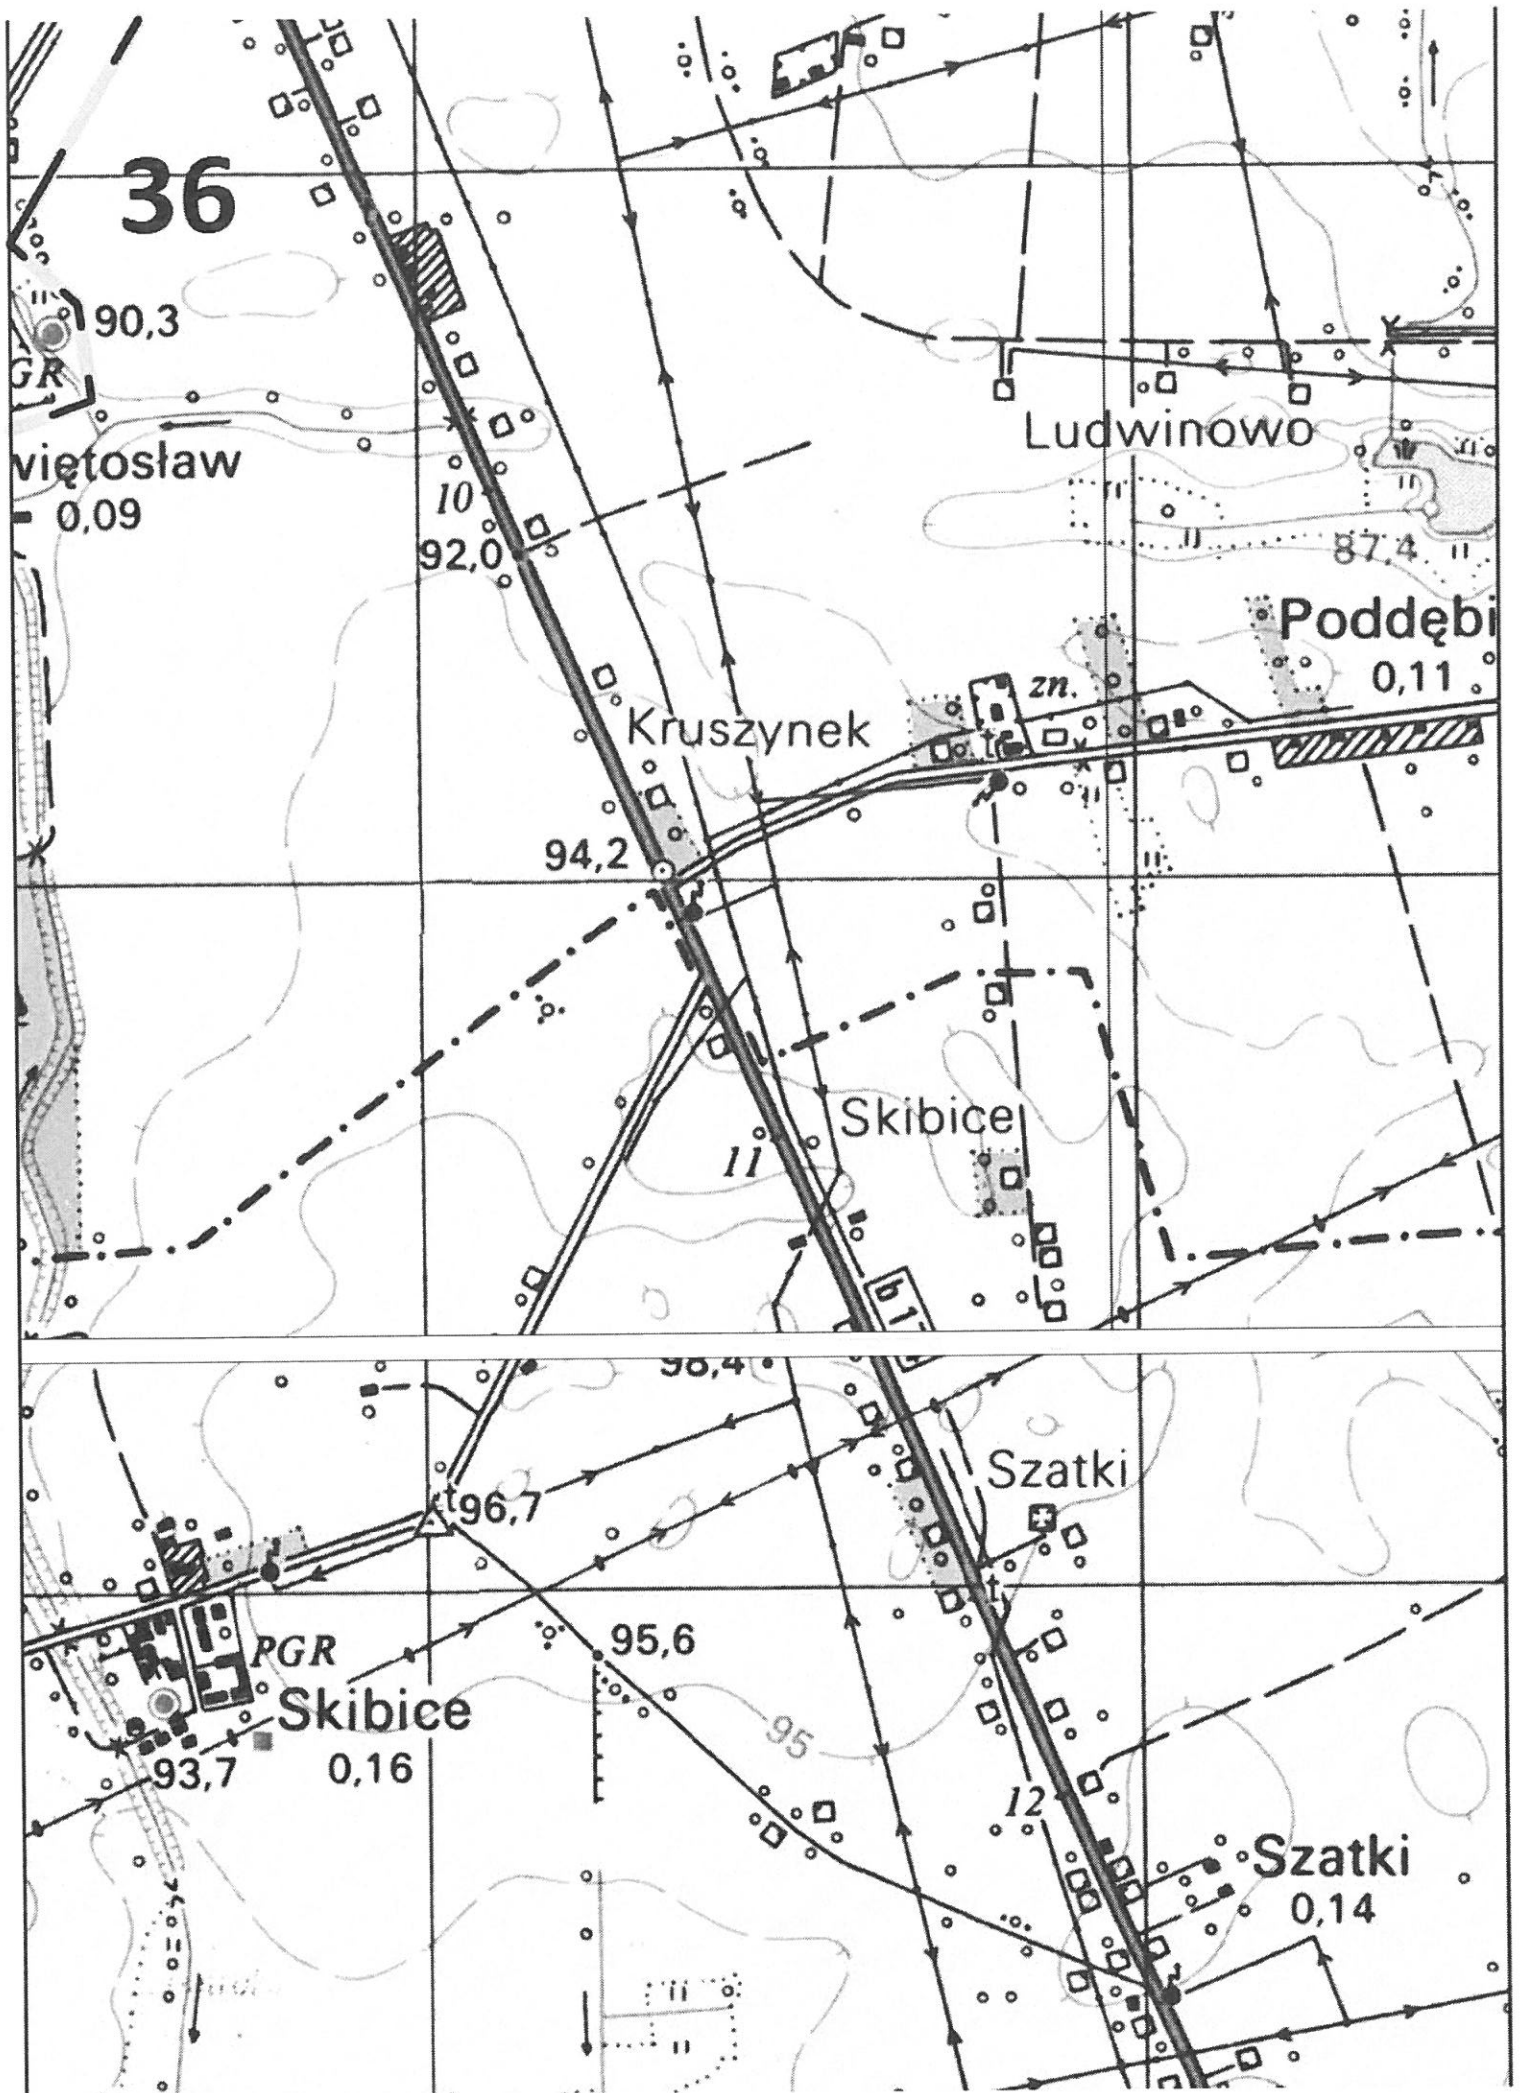 36
90,3
GR
więtosław
0,09
10
92,0
Ludwinowo
87,4
Poddębi
0,11
zn.
Kruszynek
t
94,2
Skibice
11
b
98,4
Szatki
t
96,7
t
PGR
95,6
Skibice
0,16
93,7
95
12
Szatki
0,14